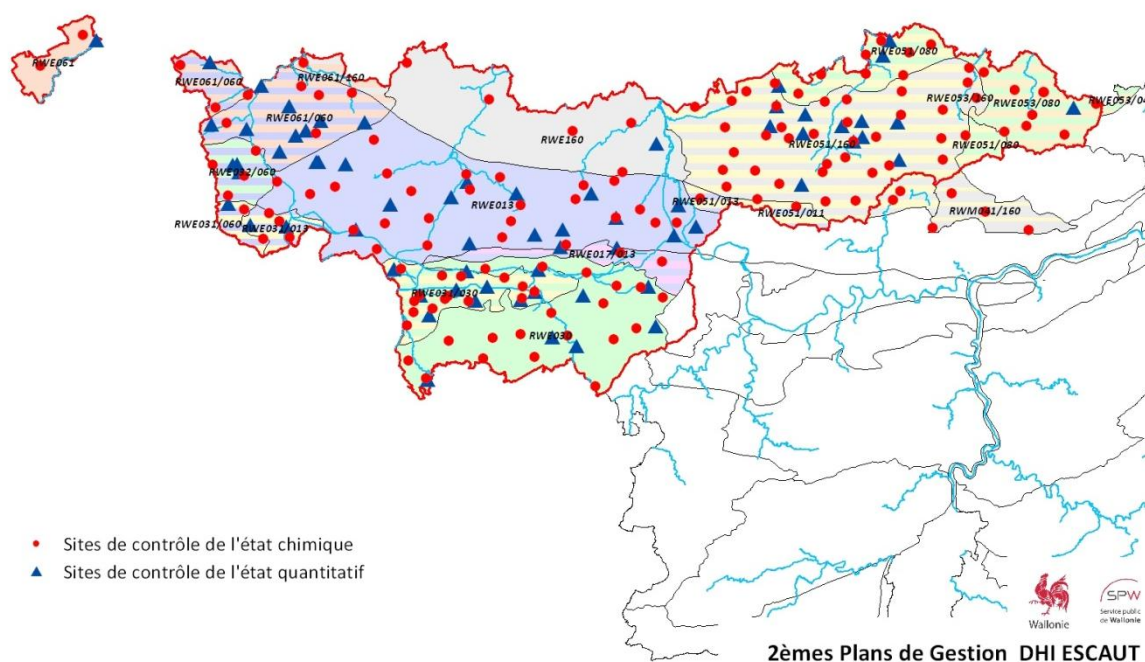 RWE061
RWE061/060
RWE061/160
RWE061/060
RWE032/060
RWE031/060
RWE032/013
RWE160
RWE013
RWE017/013
RWE031/030
RWE030
RWE051/013
RWE051/011
RWE051/160
RWE053/080
RWE053/160
RWE053/080
RWE051/080
RWM041/160
Sites de contrôle de l'état chimique
Sites de contrôle de l'état quantitatif
Wallonie
SPW
Service public
de Wallonie
2èmes Plans de Gestion DHI ESCAUT